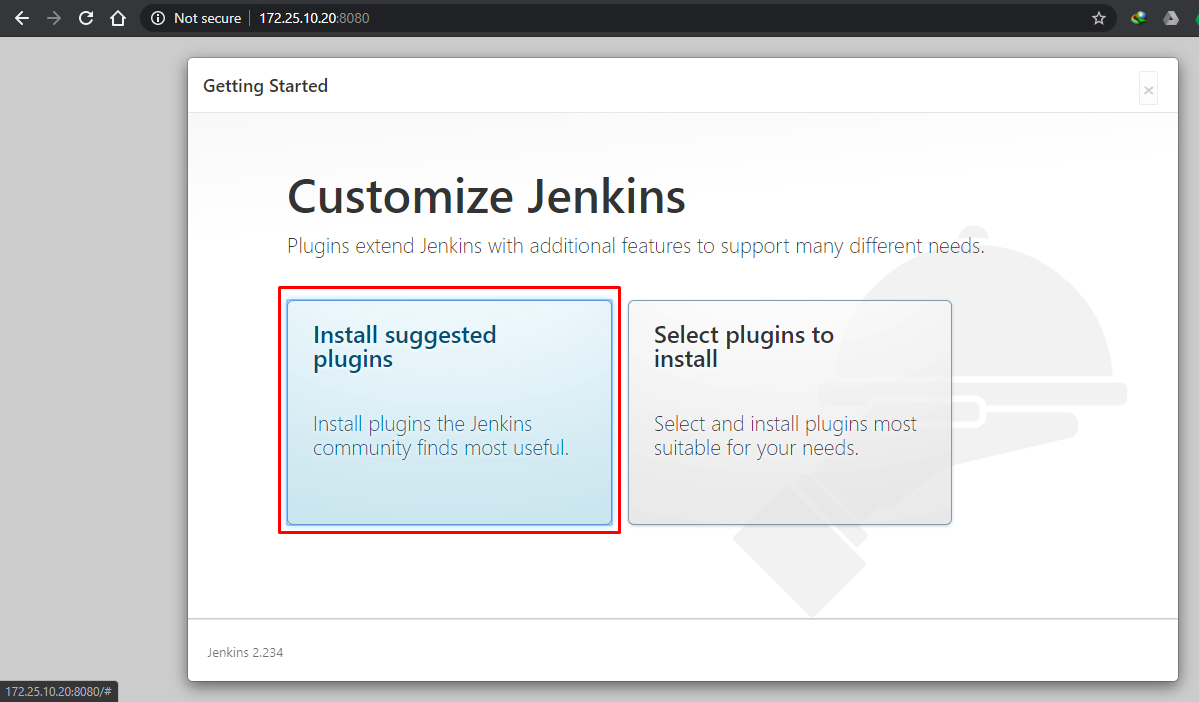 Not secure | 172.25.10.20:8080
Getting Started
×
Customize Jenkins
Plugins extend Jenkins with additional features to support many different needs.
Install suggested
plugins
Install plugins the Jenkins
community finds most useful.
Select plugins to
install
Select and install plugins most
suitable for your needs.
Jenkins 2.234
172.25.10.20:8080/#